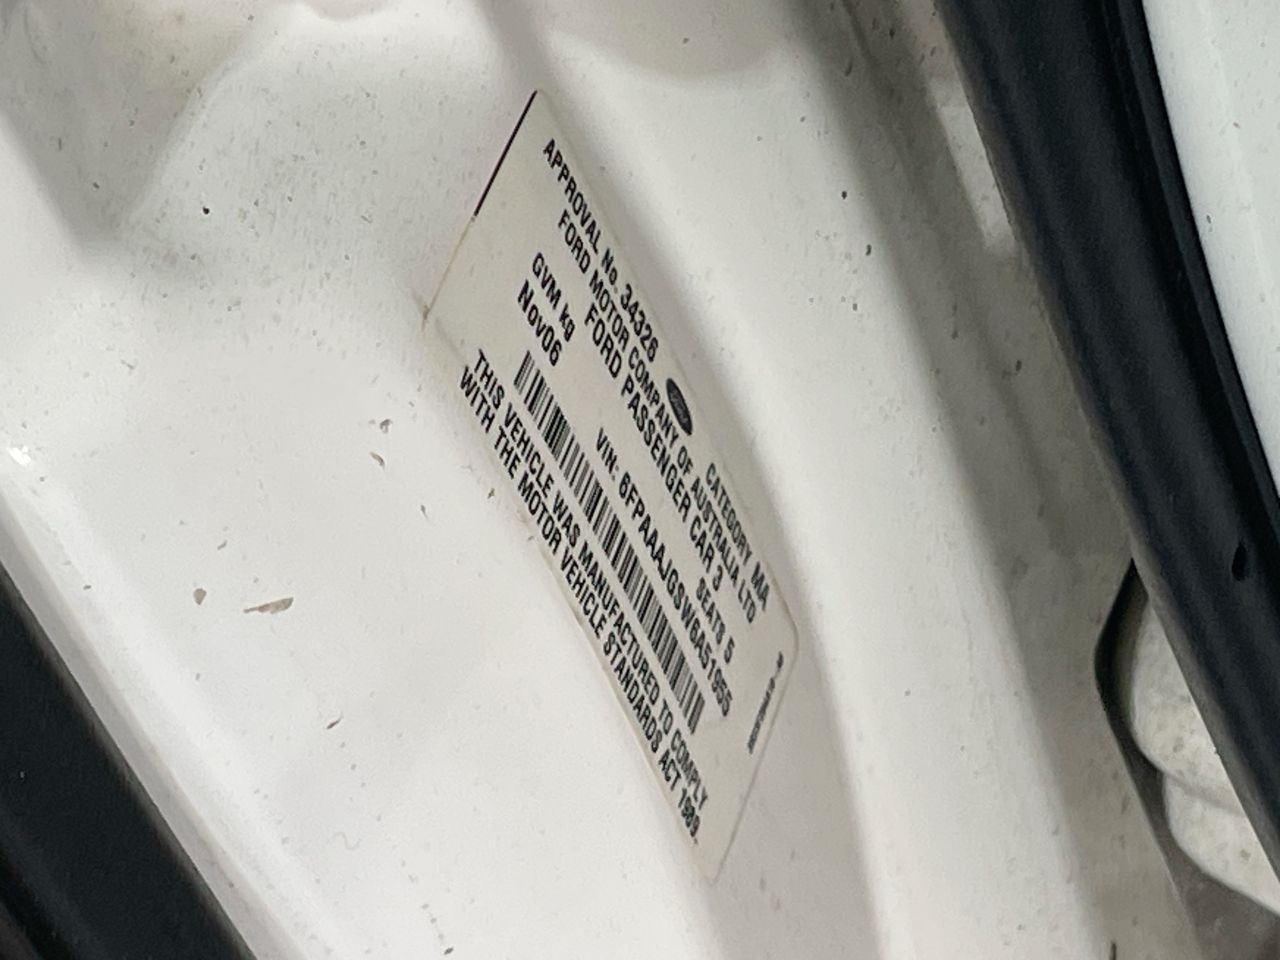 APPROVAL No. 34326 CATEGORY MA
FORD MOTOR COMPANY OF AUSTRALIA LTD
FORD PASSENGER CAR 3
GVM kg SEATS 5
Nov06 VIN: 6FPAAAJGSW6A51955
THIS VEHICLE WAS MANUFACTURED TO COMPLY
WITH THE MOTOR VEHICLE STANDARDS ACT 1989.